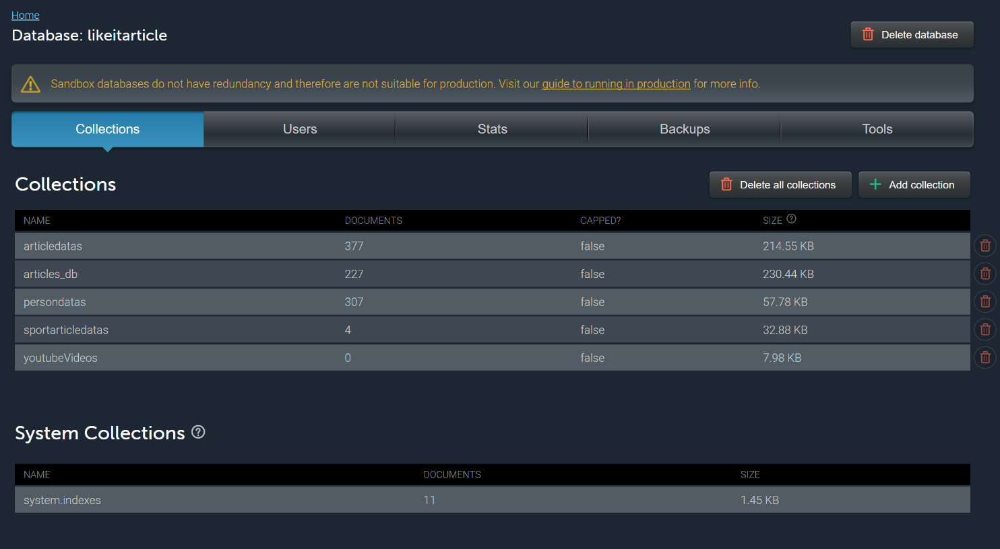 Home
Database: likeitarticle
Delete database
Sandbox databases do not have redundancy and therefore are not suitable for production. Visit our guide to running in production for more info.
Collections Users Stats Backups Tools
Collections
Delete all collections Add collection
NAME DOCUMENTS CAPPED? SIZE ?
articledatas 377 false 214.55 KB
articles_db 227 false 230.44 KB
persondatas 307 false 57.78 KB
sportarticledatas 4 false 32.88 KB
youtubeVideos 0 false 7.98 KB
System Collections ?
NAME DOCUMENTS SIZE
system.indexes 11 1.45 KB